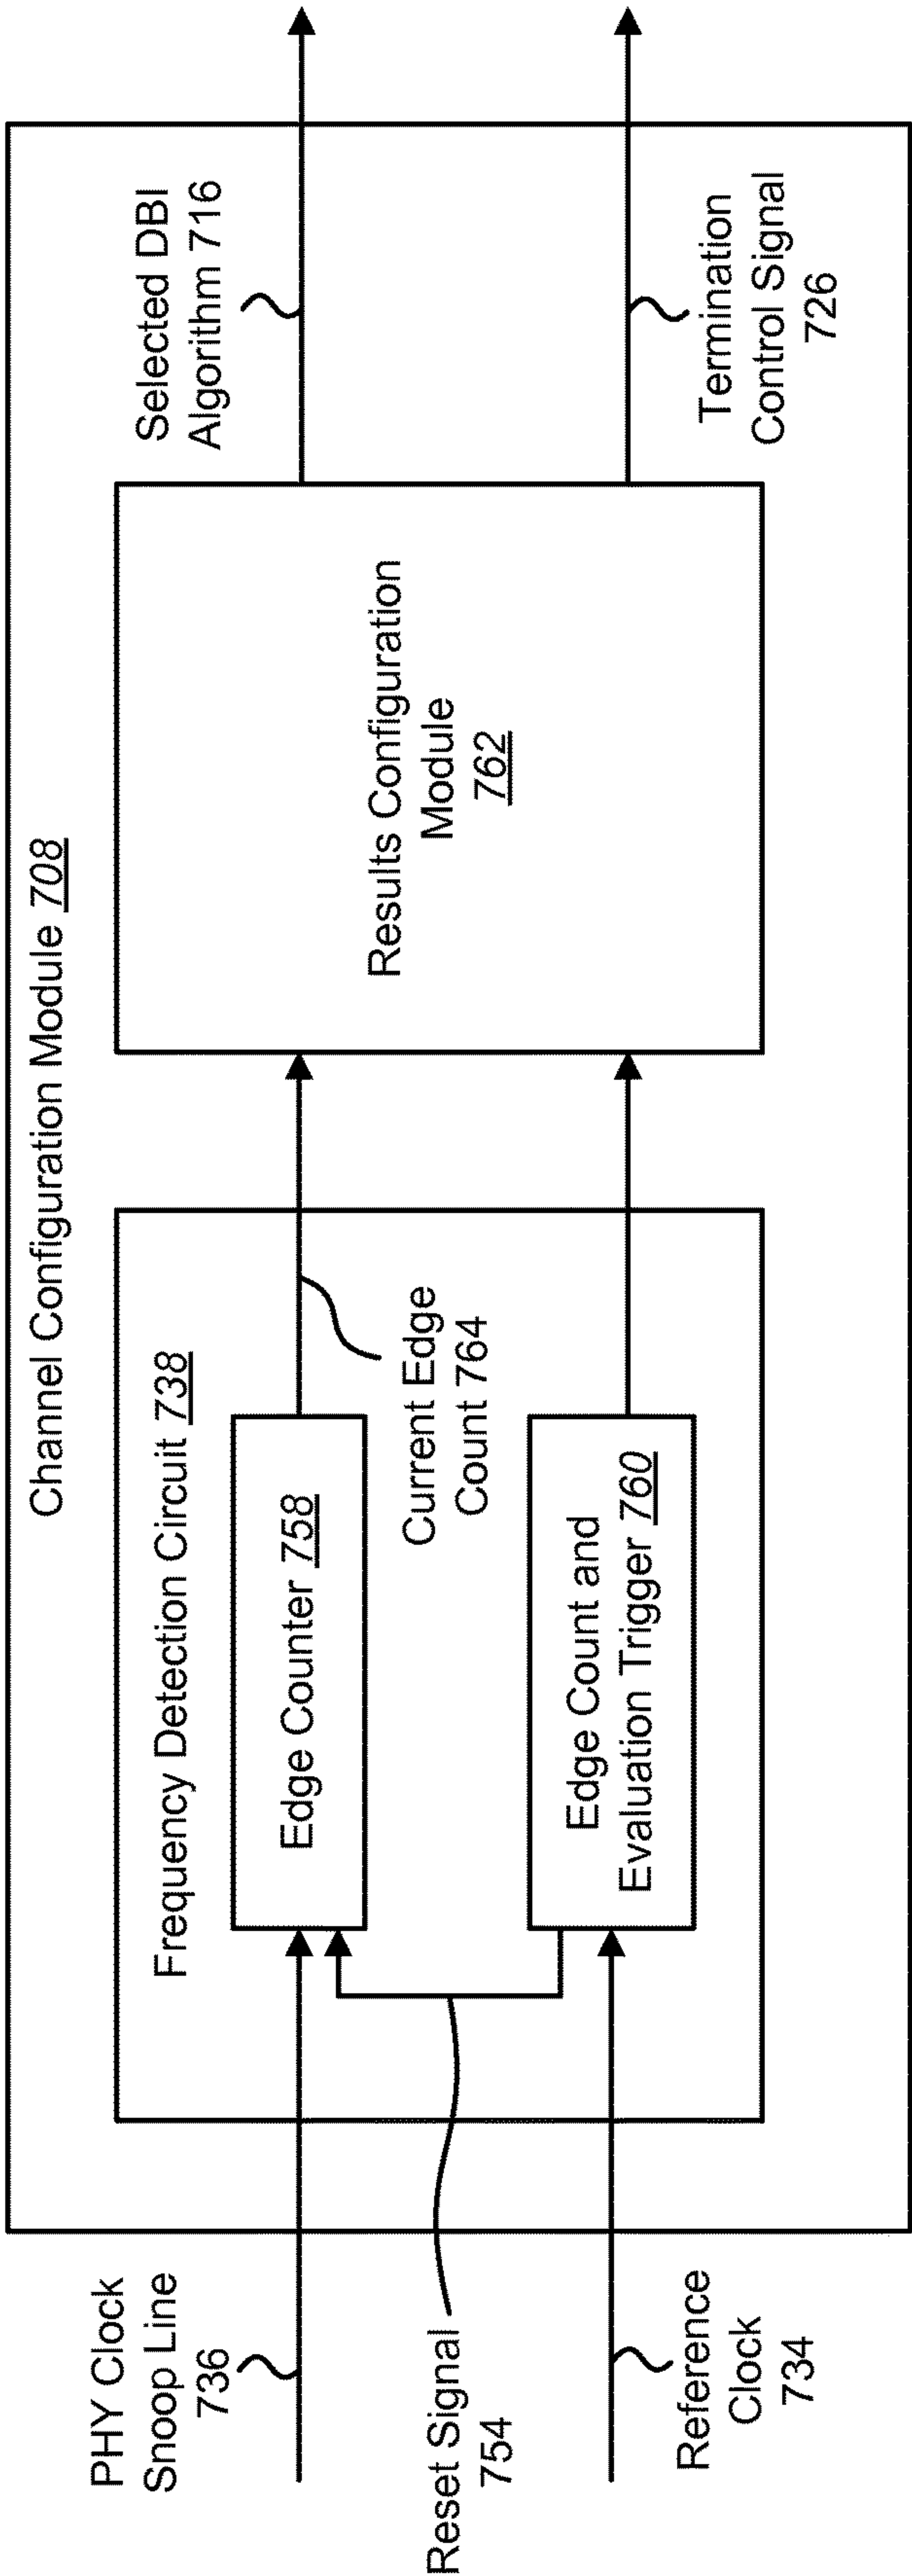 Channel Configuration Module 708
PHY Clock
Snoop Line
736
Frequency Detection Circuit 738
Edge Counter 758
Current Edge
Count 764
Edge Count and
Evaluation Trigger 760
Reset Signal
754
Reference
Clock
734
Results Configuration
Module
762
Selected DBI
Algorithm 716
Termination
Control Signal
726